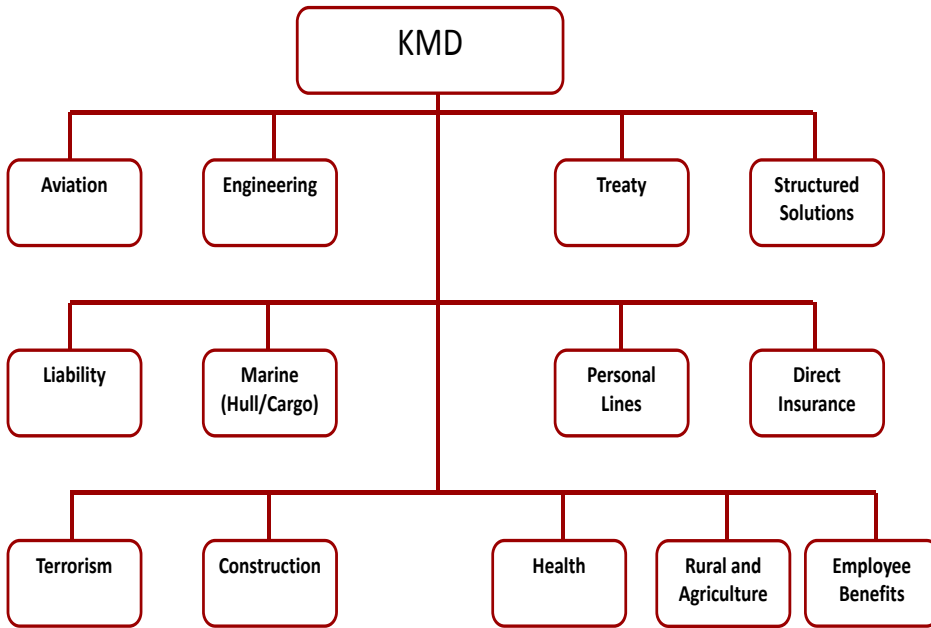 KMD
Aviation
Engineering
Treaty
Structured
Solutions
Liability
Marine
(Hull/Cargo)
Personal
Lines
Direct
Insurance
Terrorism
Construction
Health
Rural and
Agriculture
Employee
Benefits